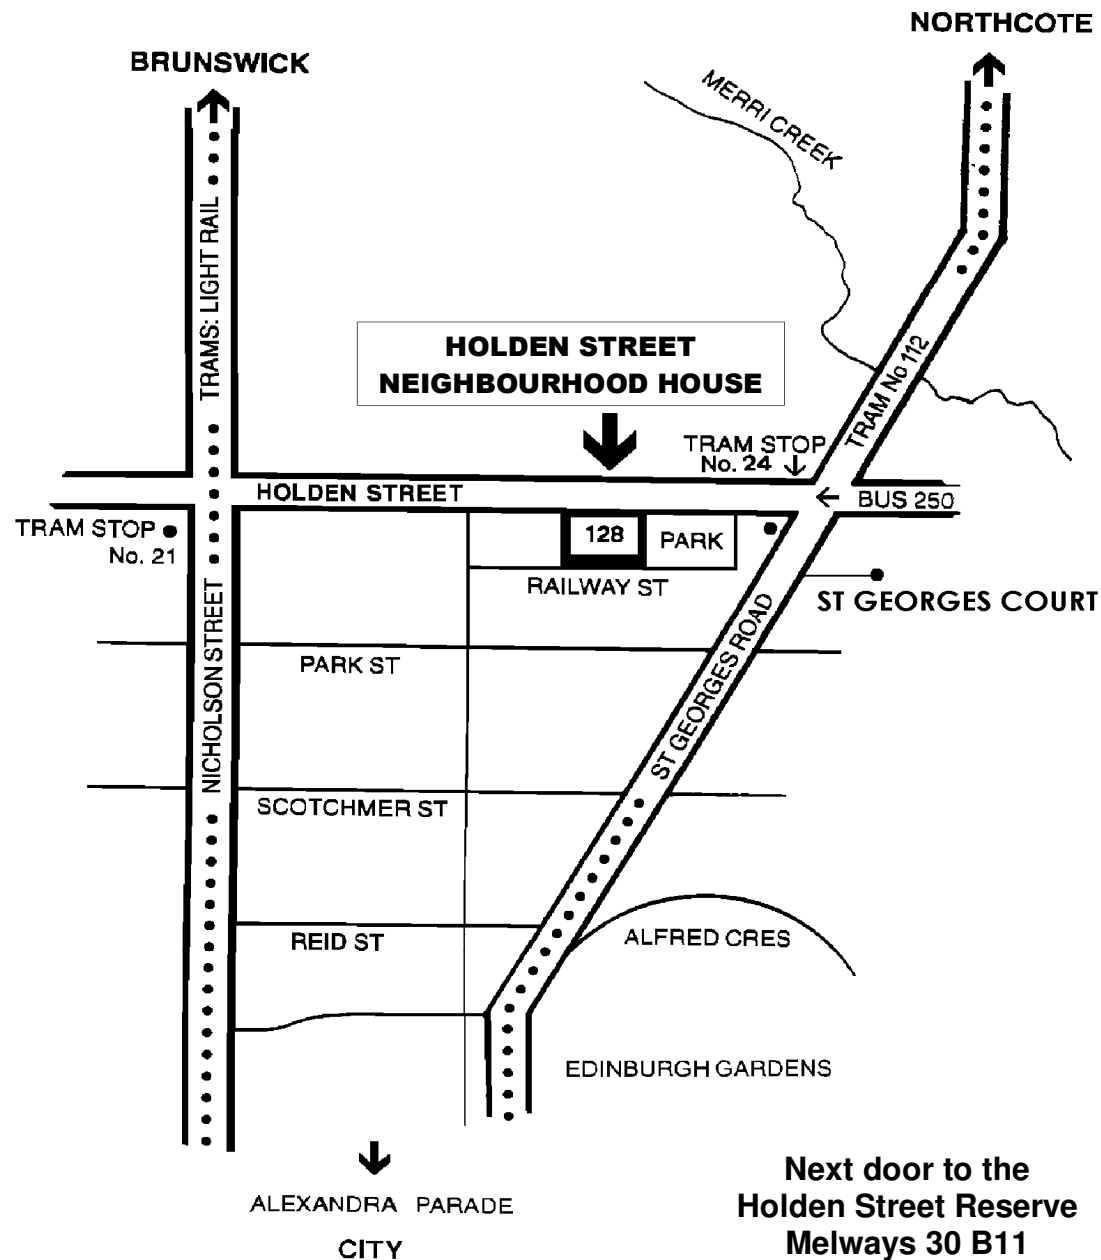 NORTHCOTE
BRUNSWICK
MERRI CREEK
TRAMS: LIGHT RAIL
HOLDEN STREET
NEIGHBOURHOOD HOUSE
TRAM No 112
TRAM STOP
No. 24
HOLDEN STREET
BUS 250
TRAM STOP
No. 21
128
PARK
RAILWAY ST
ST GEORGES COURT
NICHOLSON STREET
ST GEORGES ROAD
PARK ST
SCOTCHMER ST
REID ST
ALFRED CRES
EDINBURGH GARDENS
ALEXANDRA PARADE
CITY
Next door to the
Holden Street Reserve
Melways 30 B11